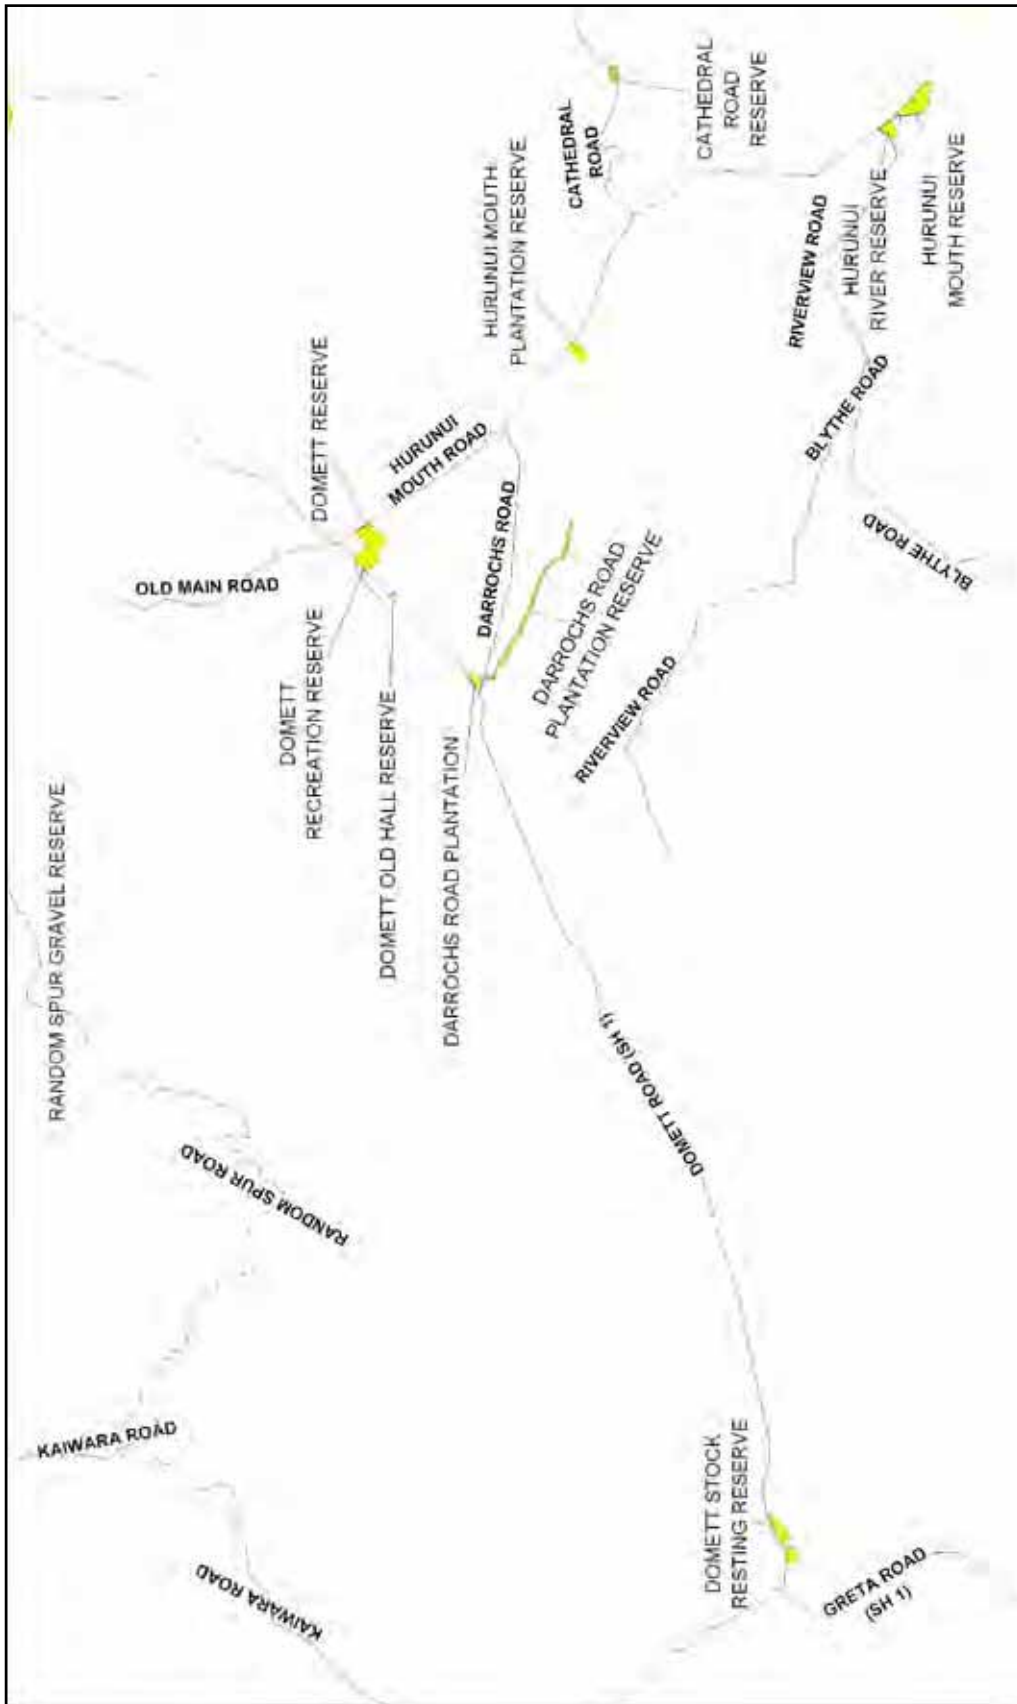 RANDOM SPUR GRAVEL RESERVE
OLD MAIN ROAD
DOMETT RESERVE
DOMETT
RECREATION RESERVE
DOMETT OLD HALL RESERVE
HURUNUI
MOUTH ROAD
HURUNUI MOUTH
PLANTATION RESERVE
CATHEDRAL
ROAD
CATHEDRAL
ROAD
RESERVE
DARROCHS ROAD PLANTATION
DARROCHS ROAD
DARROCHS ROAD
PLANTATION RESERVE
RIVERVIEW ROAD
RIVERVIEW ROAD
HURUNUI
RIVER RESERVE
HURUNUI
MOUTH RESERVE
BLYTHE ROAD
BLYTHE ROAD
DOMETT ROAD (SH 1)
RANDOM SPUR ROAD
KAIWARA ROAD
KAIWARA ROAD
DOMETT STOCK
RESTING RESERVE
GRETA ROAD
(SH 1)